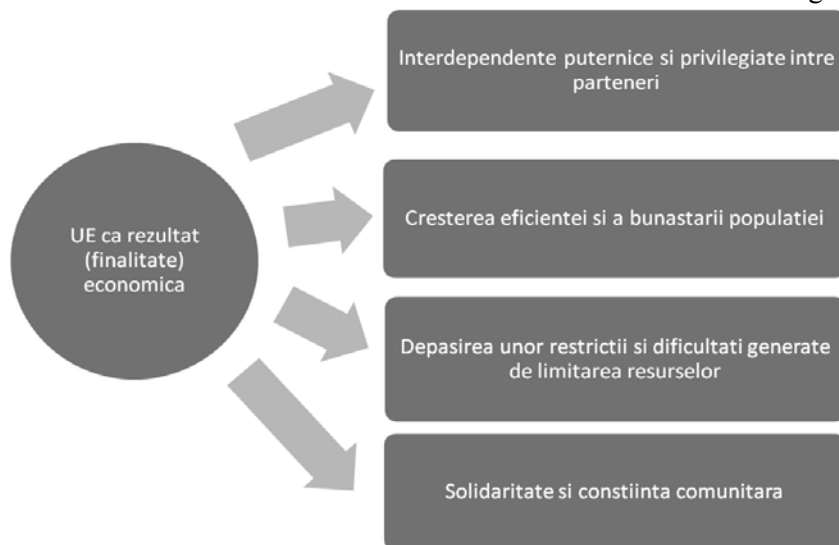 Interdependente puternice si privilegiate intre
parteneri
Cresterea eficientei si a bunastarii populatiei
UE ca rezultat
(finalitate)
economica
Depasirea unor restrictii si dificultati generate
de limitarea resurselor
Solidaritate si constiinta comunitara